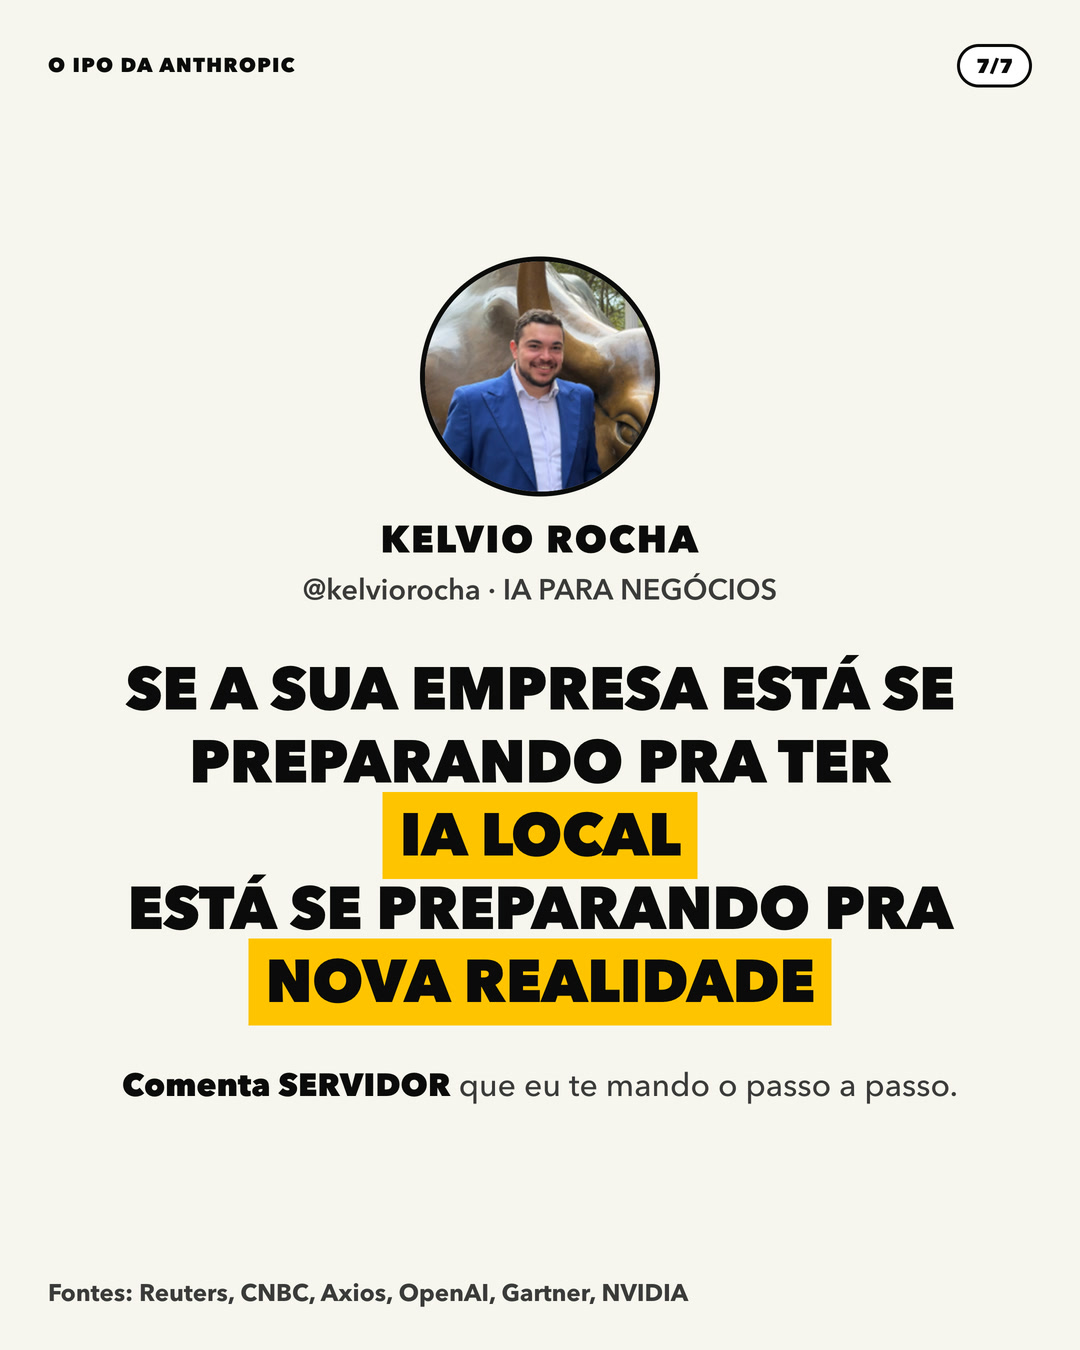 O IPO DA ANTHROPIC
7/7
KELVIO ROCHA
@kelviorocha · IA PARA NEGÓCIOS
SE A SUA EMPRESA ESTÁ SE
PREPARANDO PRA TER
IA LOCAL
ESTÁ SE PREPARANDO PRA
NOVA REALIDADE
Comenta SERVIDOR que eu te mando o passo a passo.
Fontes: Reuters, CNBC, Axios, OpenAI, Gartner, NVIDIA